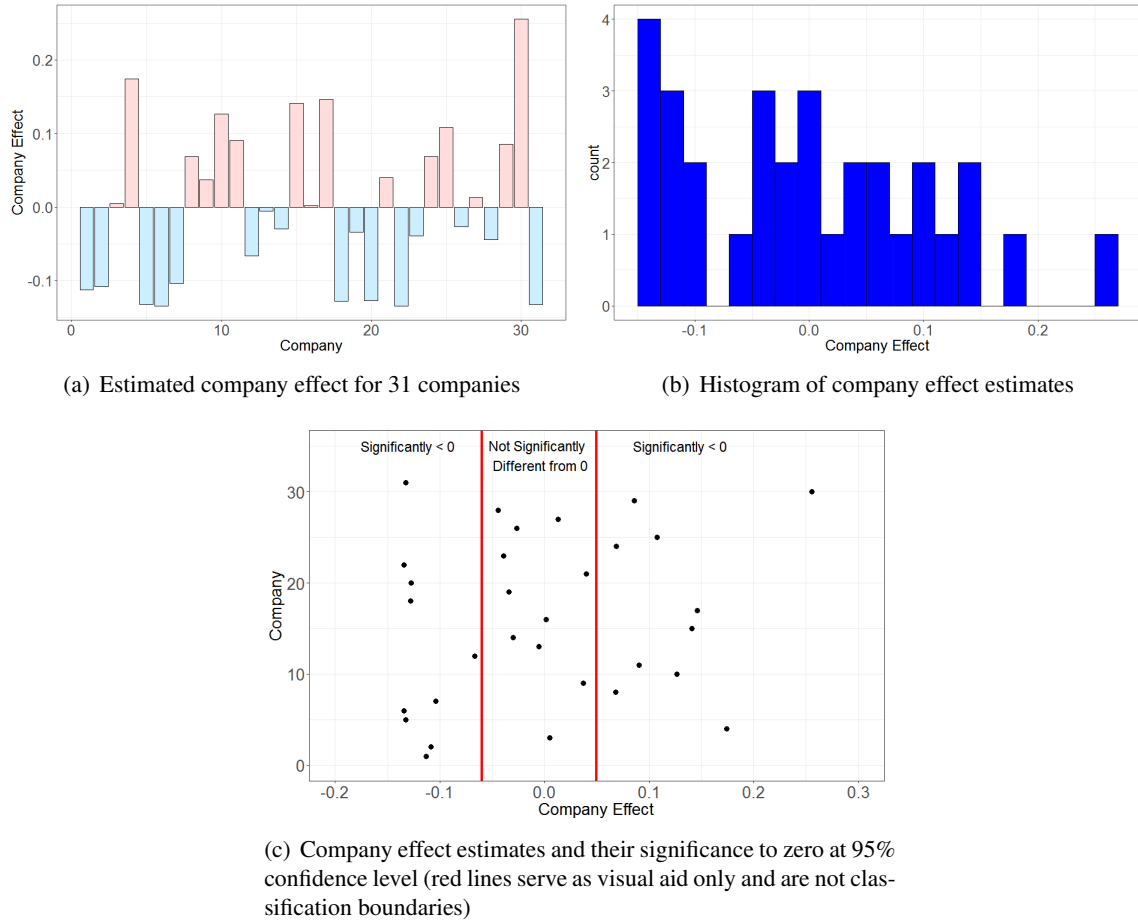 0.2
0.1
0.0
-0.1
Company Effect
0 10 20 30
Company
(a) Estimated company effect for 31 companies
4
3
2
1
0
count
-0.1 0.0 0.1 0.2
Company Effect
(b) Histogram of company effect estimates
Significantly < 0
Not Significantly
Different from 0
Significantly < 0
30
20
10
0
Company
-0.2 -0.1 0.0 0.1 0.2 0.3
Company Effect
(c) Company effect estimates and their significance to zero at 95%
confidence level (red lines serve as visual aid only and are not clas-
sification boundaries)